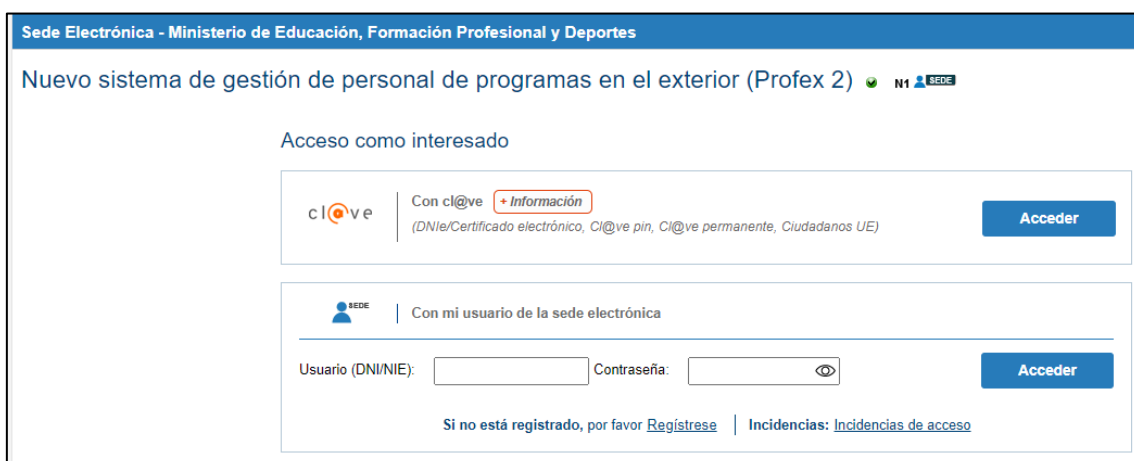 Sede Electrónica - Ministerio de Educación, Formación Profesional y Deportes
Nuevo sistema de gestión de personal de programas en el exterior (Profex 2) N1 SEDE
Acceso como interesado
cl@ve
Con cl@ve + Información
(DNIe/Certificado electrónico, Cl@ve pin, Cl@ve permanente, Ciudadanos UE)
Acceder
SEDE
Con mi usuario de la sede electrónica
Usuario (DNI/NIE): Contraseña: Acceder
Si no está registrado, por favor Regístrese Incidencias: Incidencias de acceso